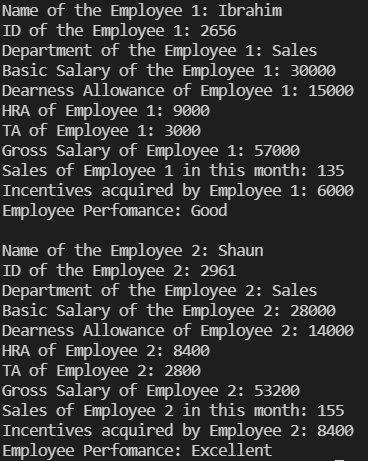 Name of the Employee 1: Ibrahim
ID of the Employee 1: 2656
Department of the Employee 1: Sales
Basic Salary of the Employee 1: 30000
Dearness Allowance of Employee 1: 15000
HRA of Employee 1: 9000
TA of Employee 1: 3000
Gross Salary of Employee 1: 57000
Sales of Employee 1 in this month: 135
Incentives acquired by Employee 1: 6000
Employee Perfomance: Good

Name of the Employee 2: Shaun
ID of the Employee 2: 2961
Department of the Employee 2: Sales
Basic Salary of the Employee 2: 28000
Dearness Allowance of Employee 2: 14000
HRA of Employee 2: 8400
TA of Employee 2: 2800
Gross Salary of Employee 2: 53200
Sales of Employee 2 in this month: 155
Incentives acquired by Employee 2: 8400
Employee Perfomance: Excellent